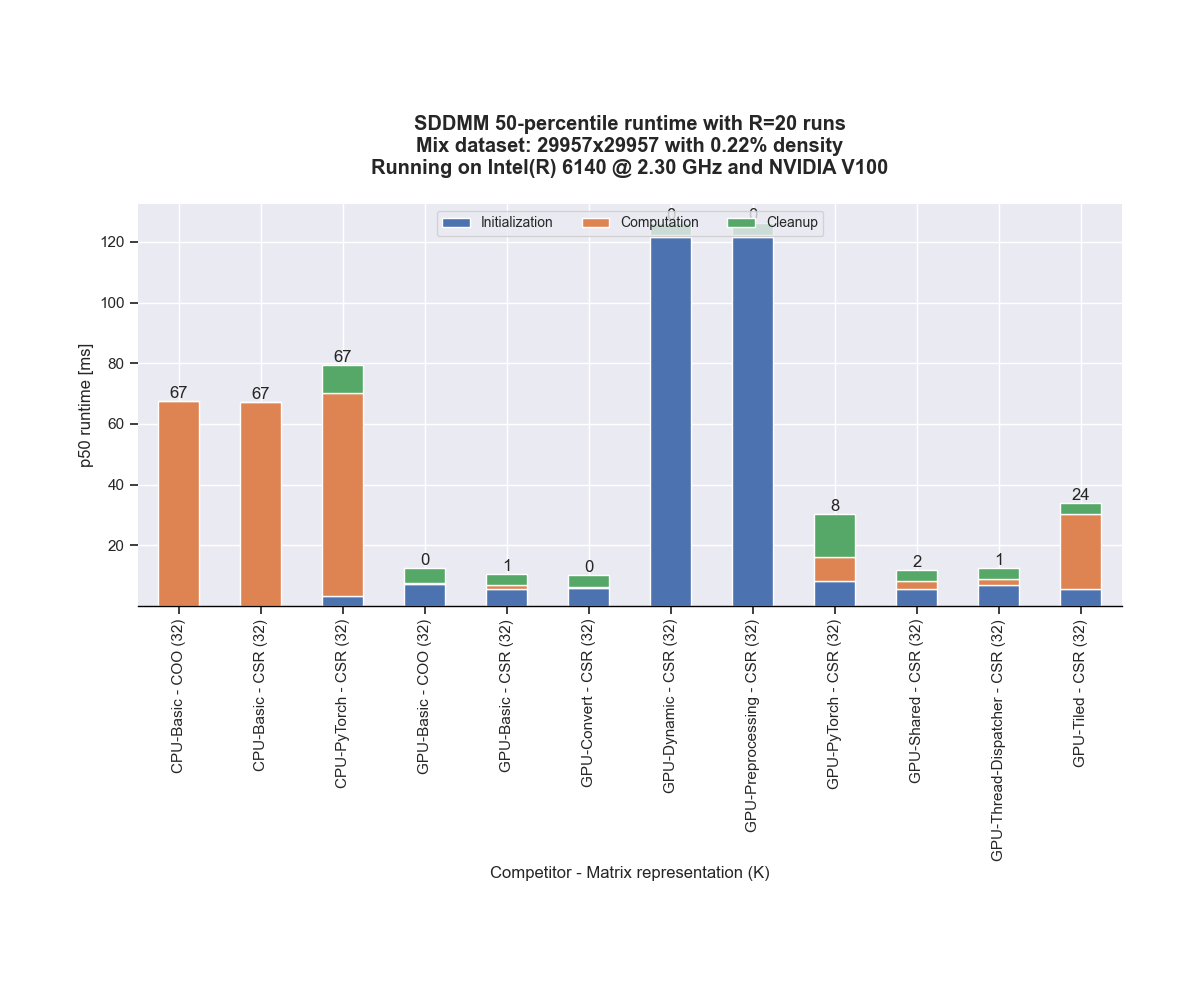 SDDMM 50-percentile runtime with R=20 runs
Mix dataset: 29957x29957 with 0.22% density
Running on Intel(R) 6140 @ 2.30 GHz and NVIDIA V100
Initialization Computation Cleanup
0 0
120
100
80
60
40
20
p50 runtime [ms]
67 67 67 0 1 0 8 2 1 24
CPU-Basic - COO (32)
CPU-Basic - CSR (32)
CPU-PyTorch - CSR (32)
GPU-Basic - COO (32)
GPU-Basic - CSR (32)
GPU-Convert - CSR (32)
GPU-Dynamic - CSR (32)
GPU-Preprocessing - CSR (32)
GPU-PyTorch - CSR (32)
GPU-Shared - CSR (32)
GPU-Thread-Dispatcher - CSR (32)
GPU-Tiled - CSR (32)
Competitor - Matrix representation (K)